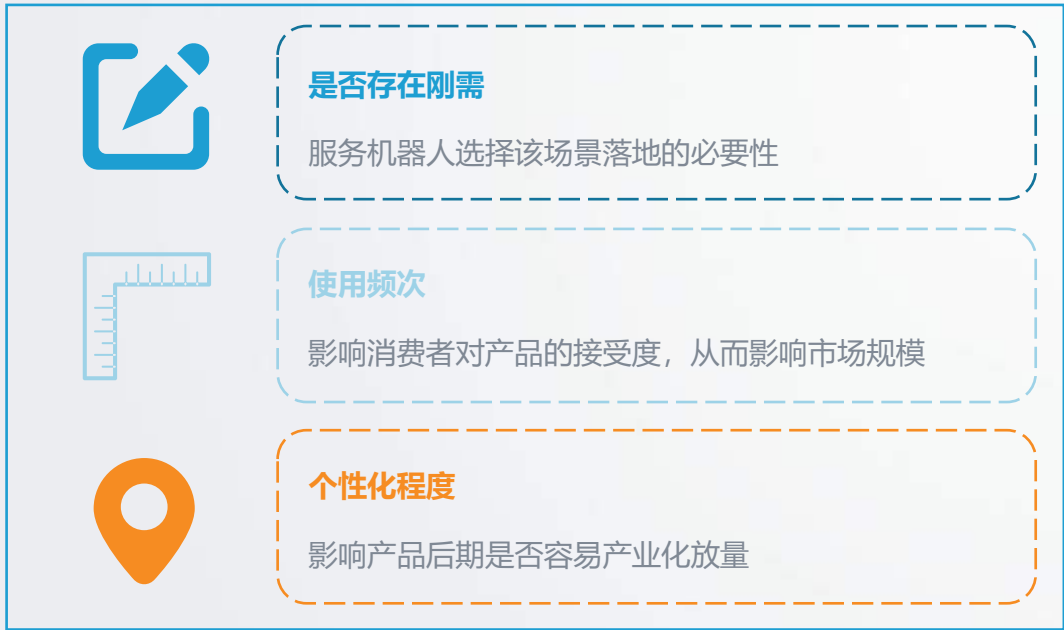 是否存在刚需
服务机器人选择该场景落地的必要性
使用频次
影响消费者对产品的接受度，从而影响市场规模
个性化程度
影响产品后期是否容易产业化放量